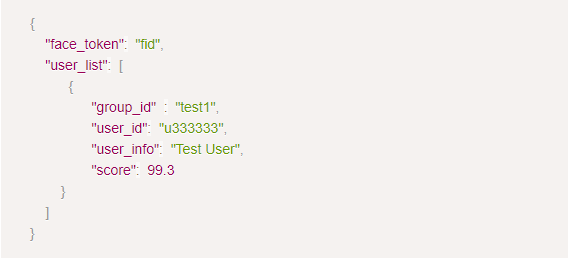 {
"face_token": "fid",
"user_list": [
{
"group_id" : "test1",
"user_id": "u333333",
"user_info": "Test User",
"score": 99.3
}
]
}